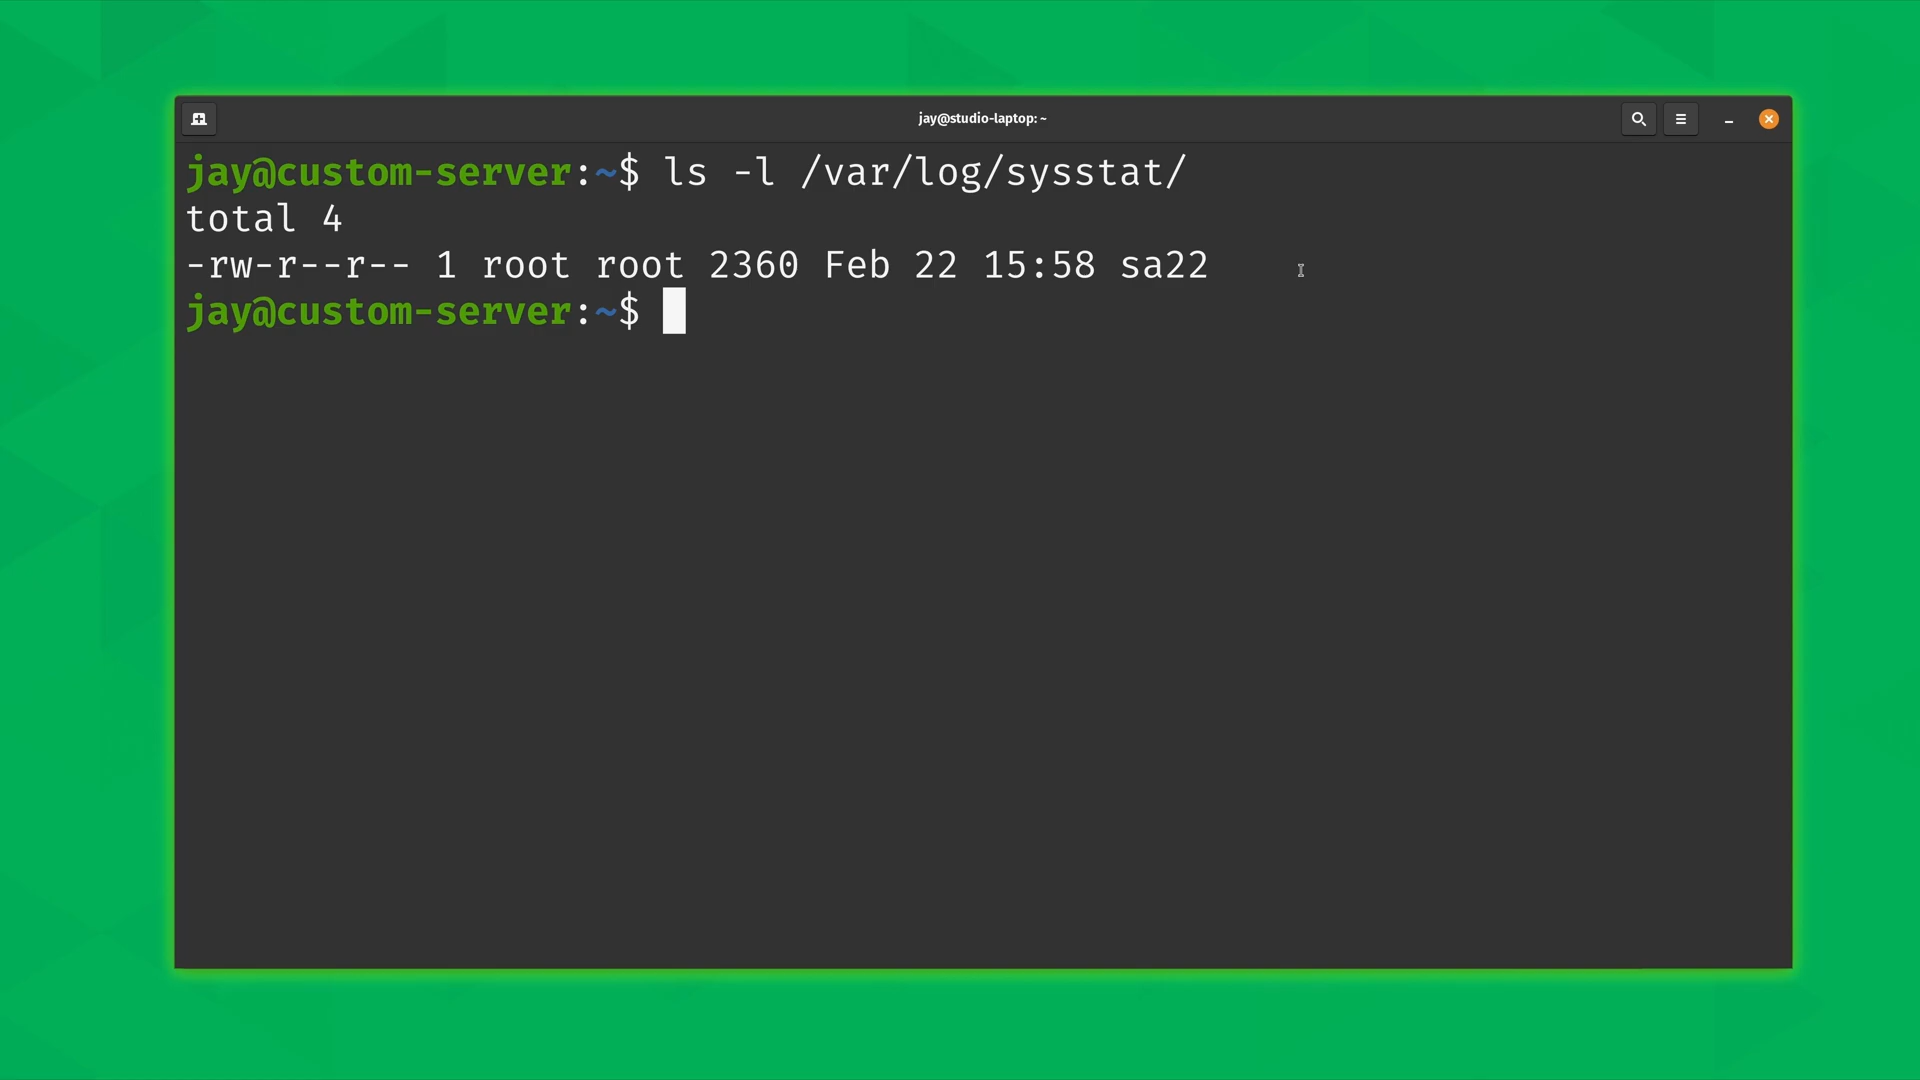 jay@studio-laptop: ~
jay@custom-server:~$ ls -l /var/log/sysstat/
total 4
-rw-r--r-- 1 root root 2360 Feb 22 15:58 sa22
jay@custom-server:~$